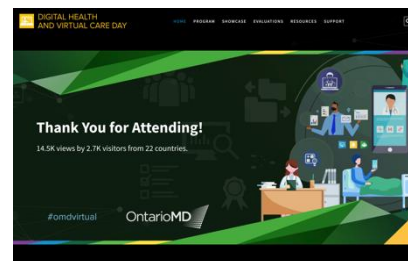 DIGITAL HEALTH
AND VIRTUAL CARE DAY
HOME PROGRAM SHOWCASE EVALUATIONS RESOURCES SUPPORT
Thank You for Attending!
14.5K views by 2.7K visitors from 22 countries.
#omdvirtual OntarioMD